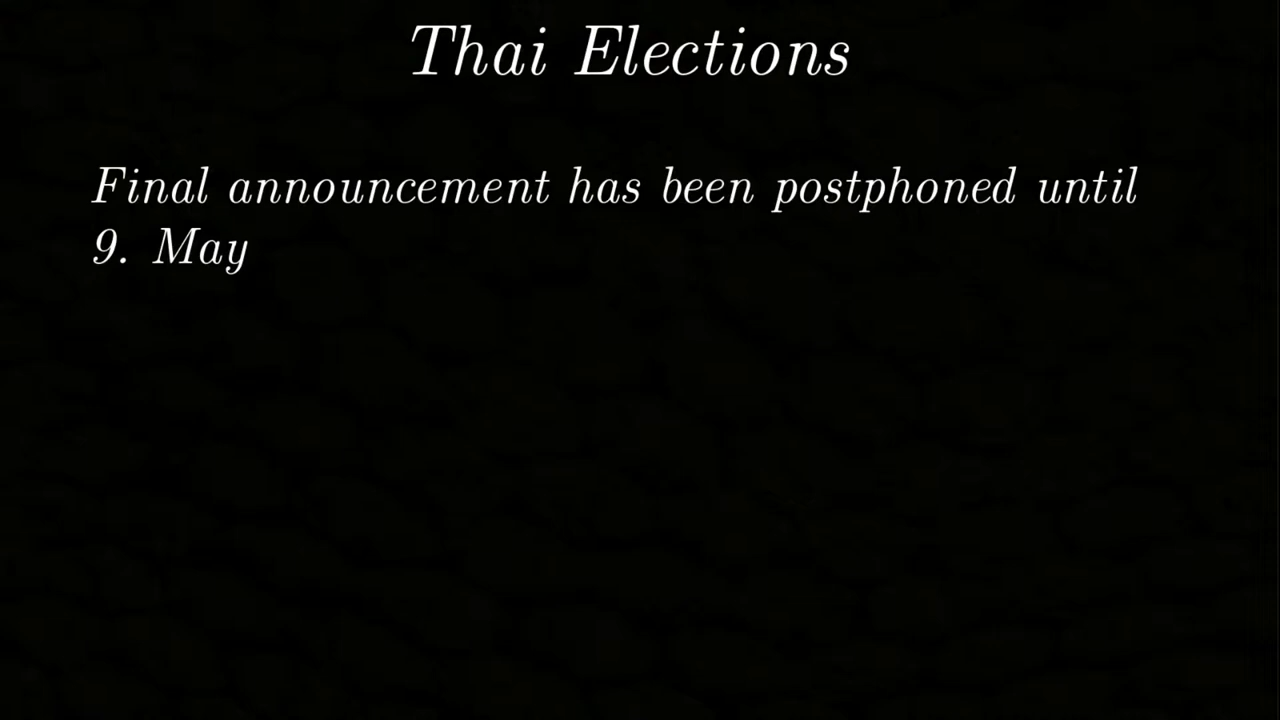 Thai Elections
Final announcement has been postphoned until
9. May